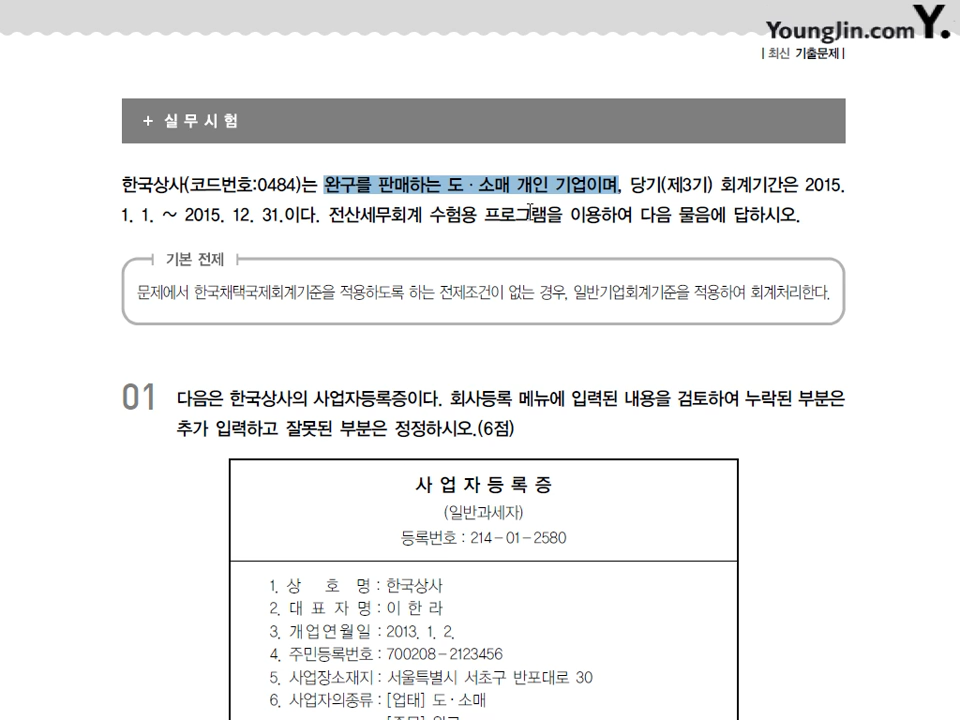 YoungJin.com Y.
| 최신 기출문제 |
+ 실무시험
한국상사(코드번호:0484)는 완구를 판매하는 도·소매 개인 기업이며, 당기(제3기) 회계기간은 2015.
1. 1. ~ 2015. 12. 31.이다. 전산세무회계 수험용 프로그램을 이용하여 다음 물음에 답하시오.
기본 전제
문제에서 한국채택국제회계기준을 적용하도록 하는 전제조건이 없는 경우, 일반기업회계기준을 적용하여 회계처리한다.
01 다음은 한국상사의 사업자등록증이다. 회사등록 메뉴에 입력된 내용을 검토하여 누락된 부분은
추가 입력하고 잘못된 부분은 정정하시오.(6점)
사 업 자 등 록 증
(일반과세자)
등록번호 : 214-01-2580
1. 상 호 명 : 한국상사
2. 대 표 자 명 : 이 한 라
3. 개업연월일 : 2013. 1. 2.
4. 주민등록번호 : 700208-2123456
5. 사업장소재지 : 서울특별시 서초구 반포대로 30
6. 사업자의종류 : [업태] 도·소매